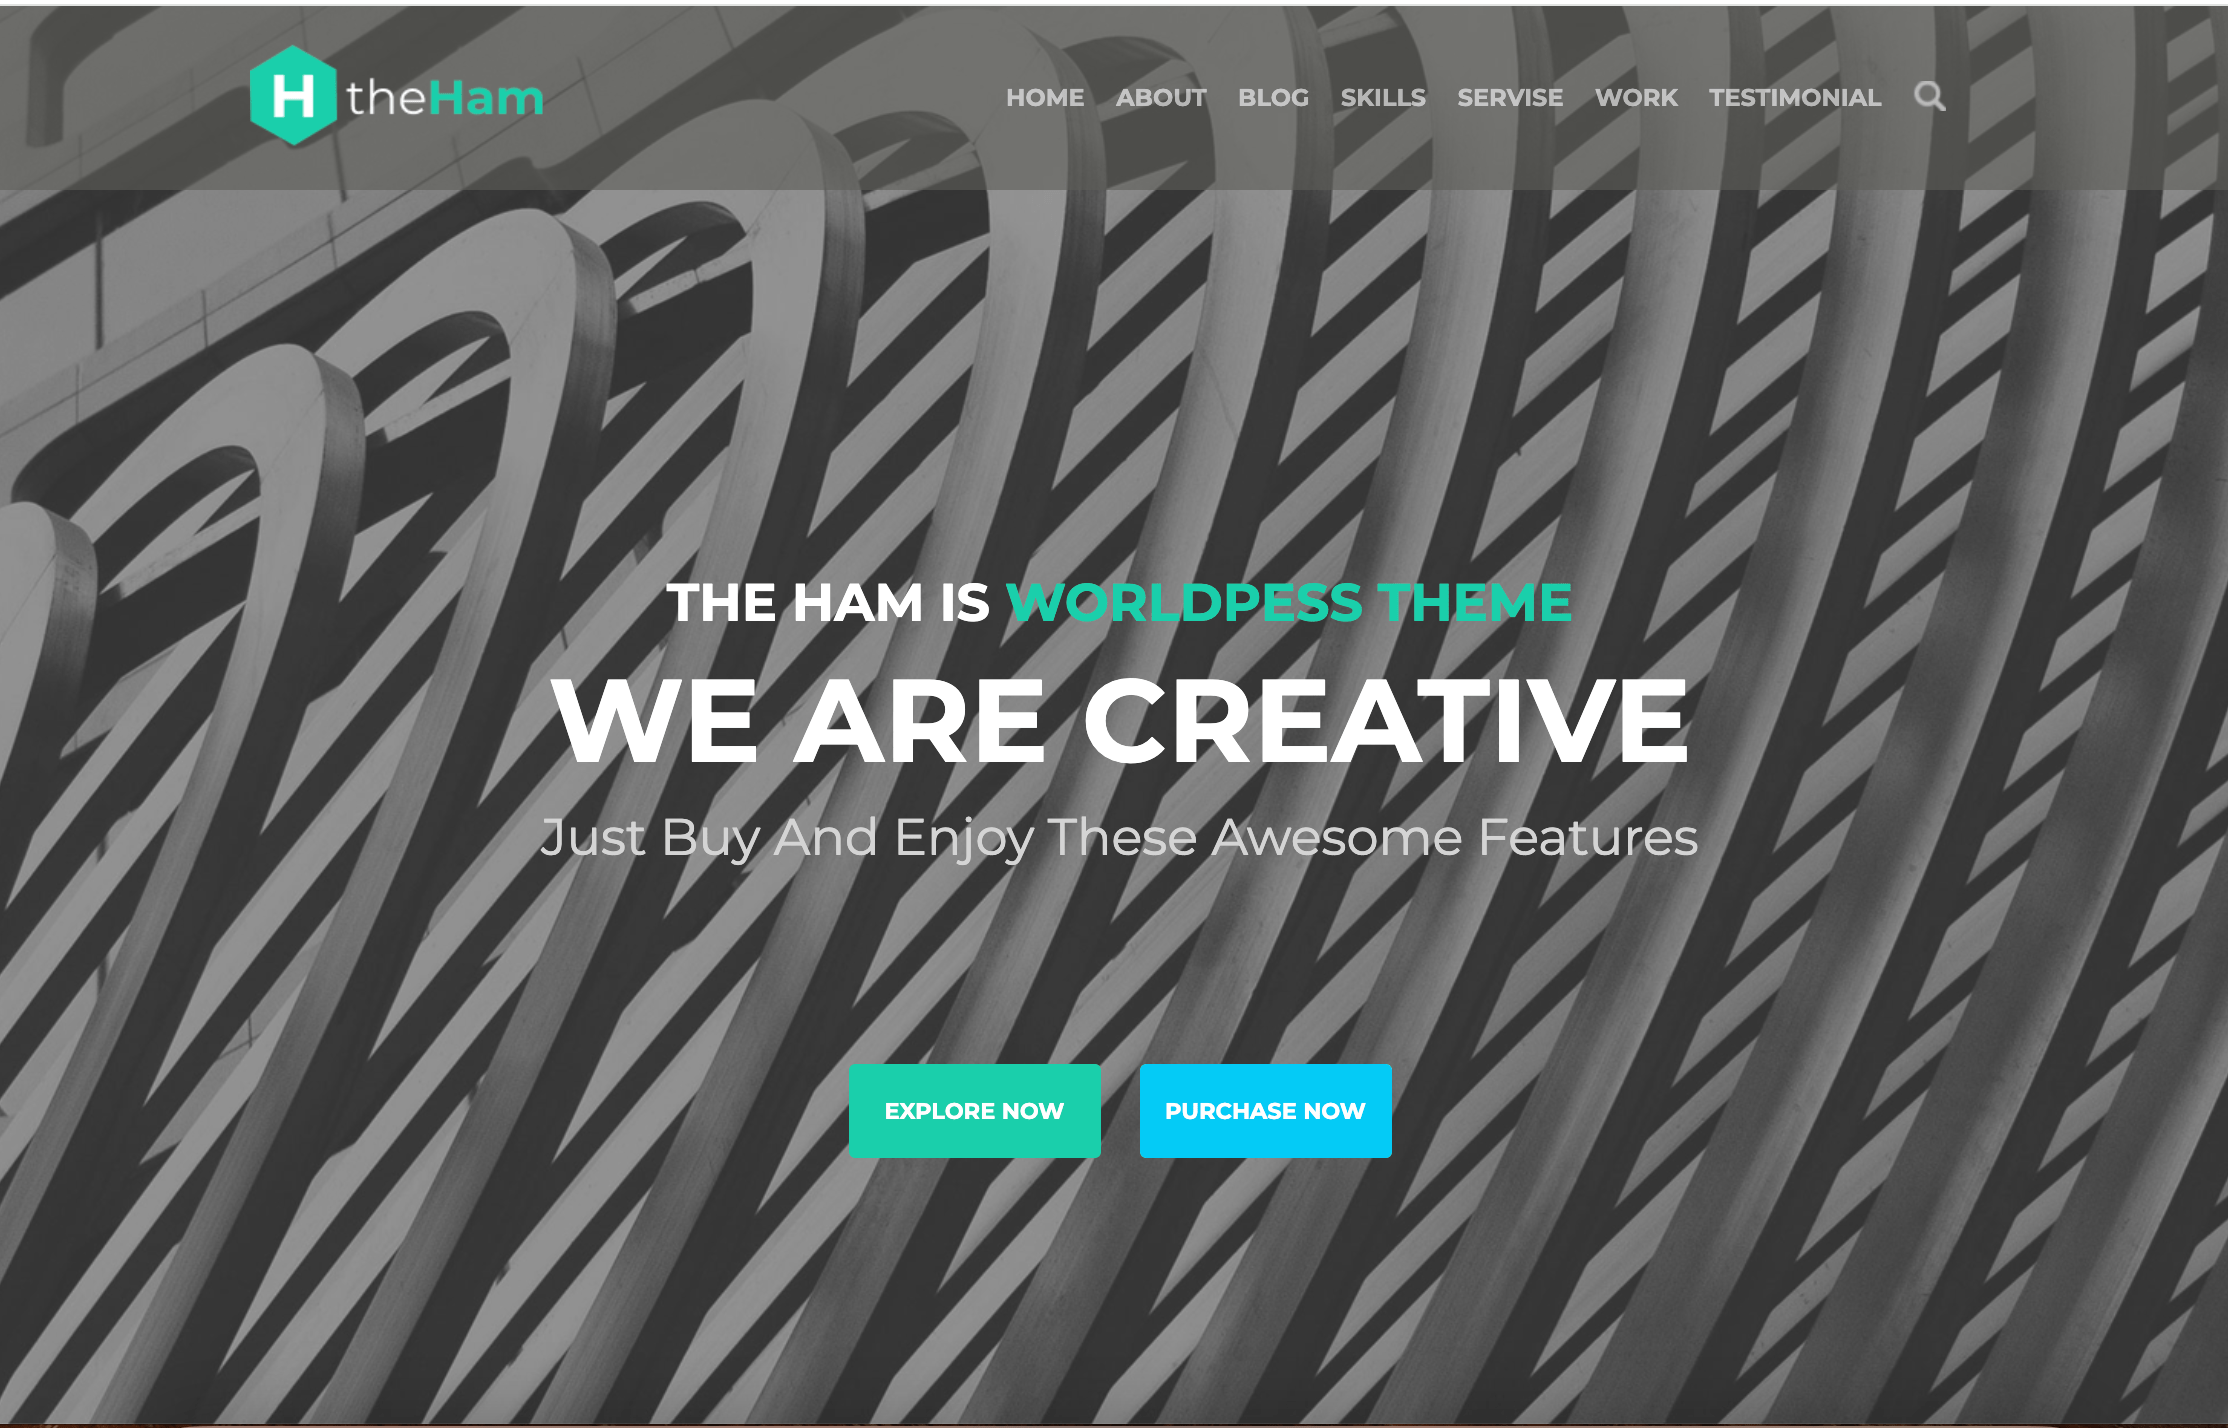 H theHam
HOME ABOUT BLOG SKILLS SERVISE WORK TESTIMONIAL
THE HAM IS WORLDPESS THEME
WE ARE CREATIVE
Just Buy And Enjoy These Awesome Features
EXPLORE NOW PURCHASE NOW